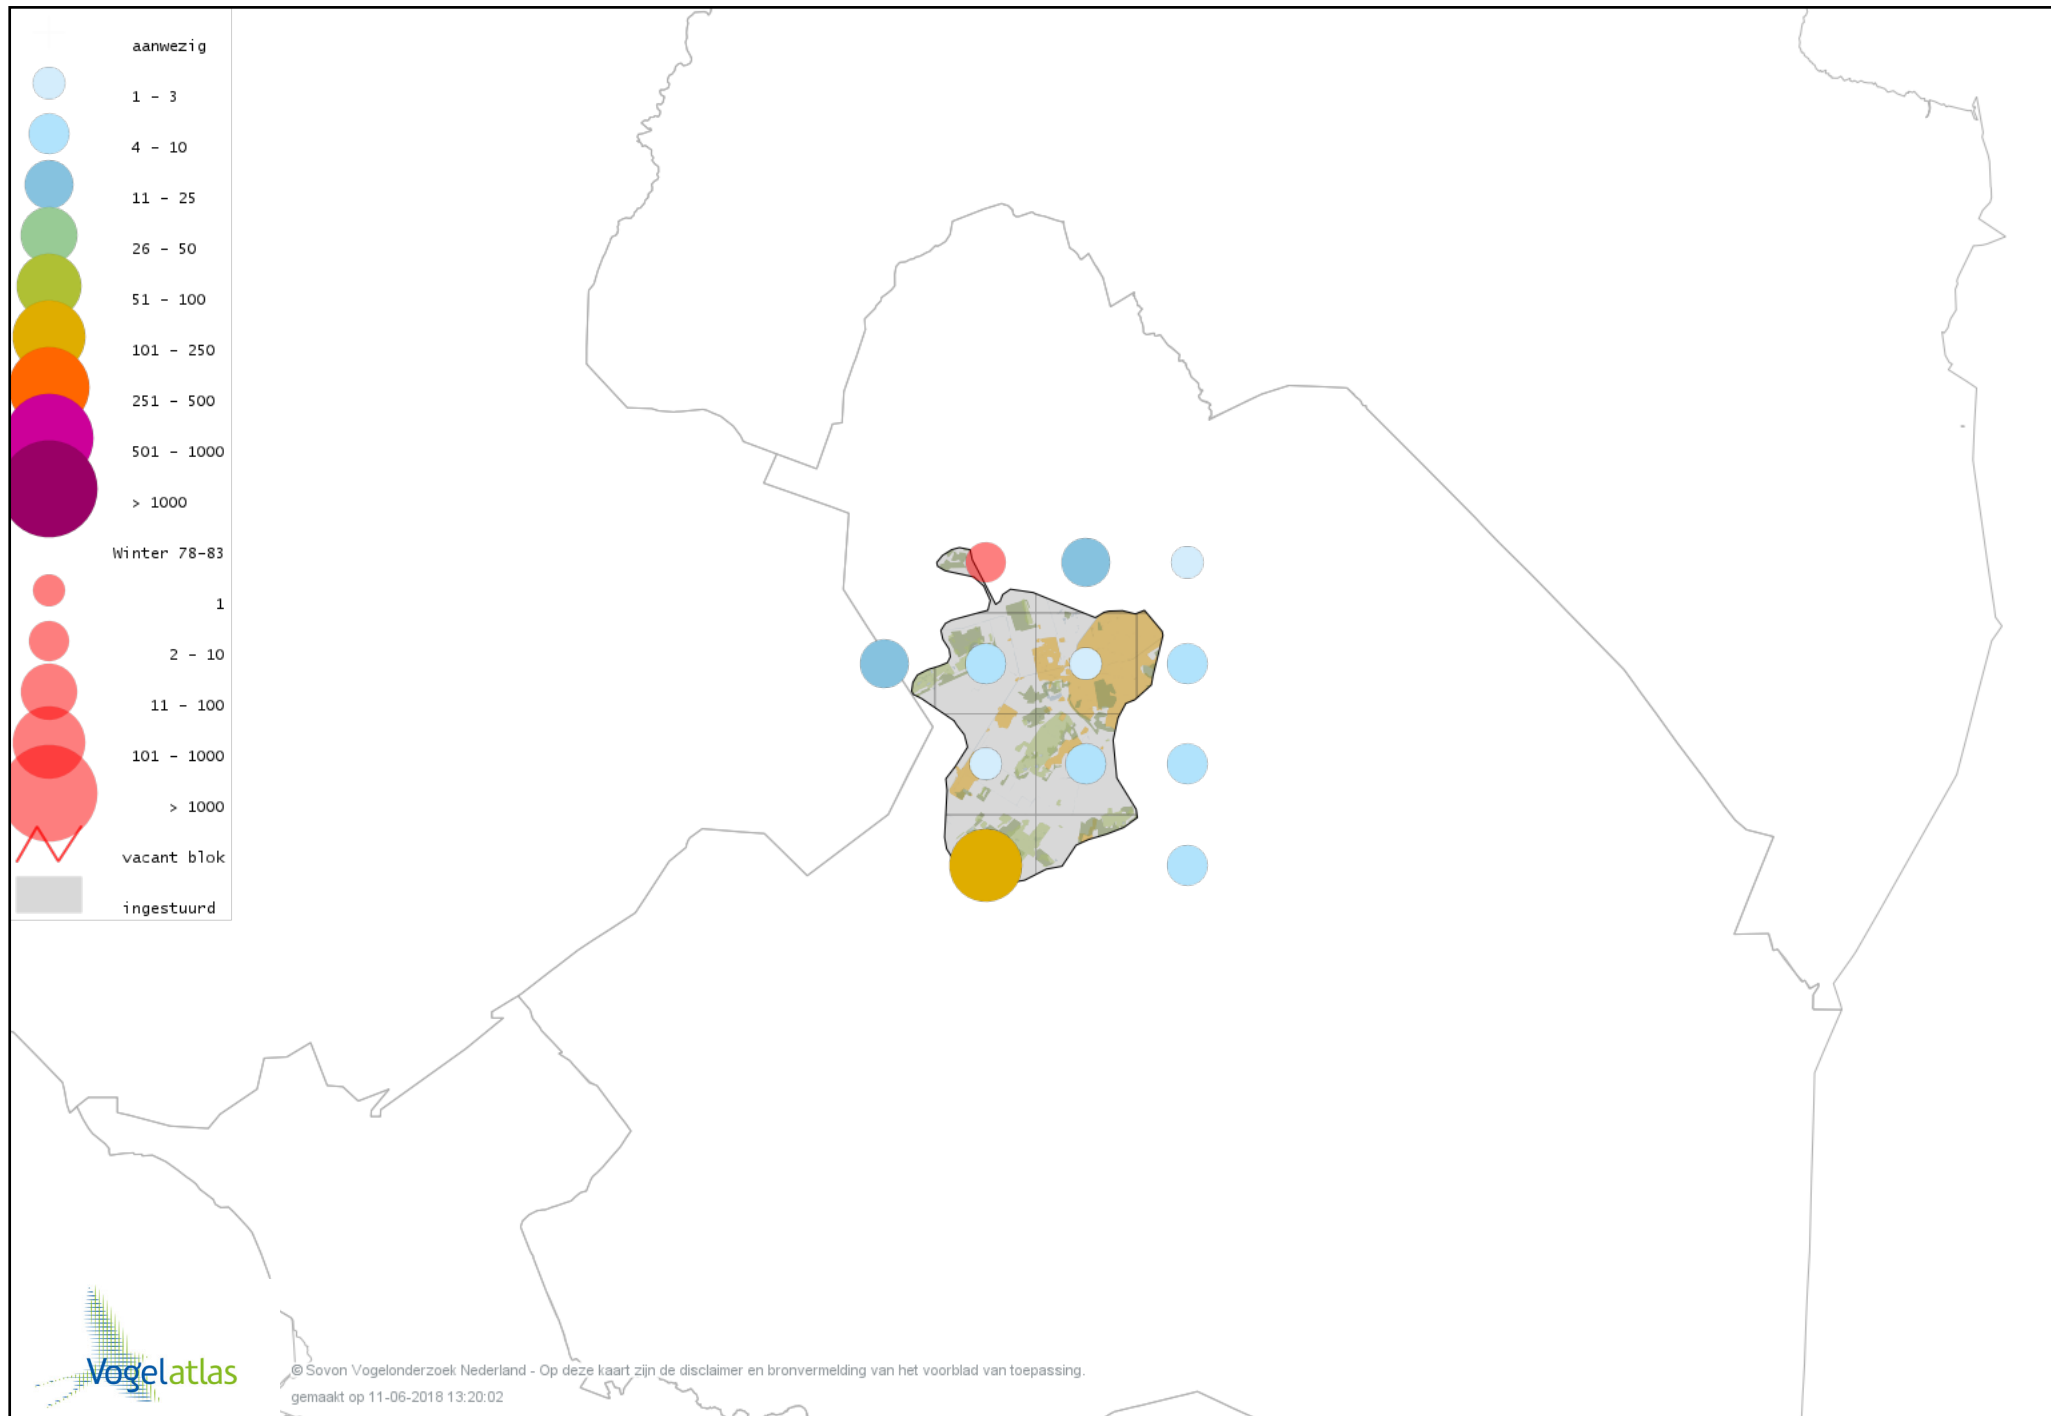 aanwezig
1 - 3
4 - 10
11 - 25
26 - 50
51 - 100
101 - 250
251 - 500
501 - 1000
> 1000
Winter 78-83
1
2 - 10
11 - 100
101 - 1000
> 1000
vacant blok
ingestuurd
Vogelatlas
© Sovon Vogelonderzoek Nederland - Op deze kaart zijn de disclaimer en bronvermelding van het voorblad van toepassing.
gemaakt op 11-06-2018 13:20:02